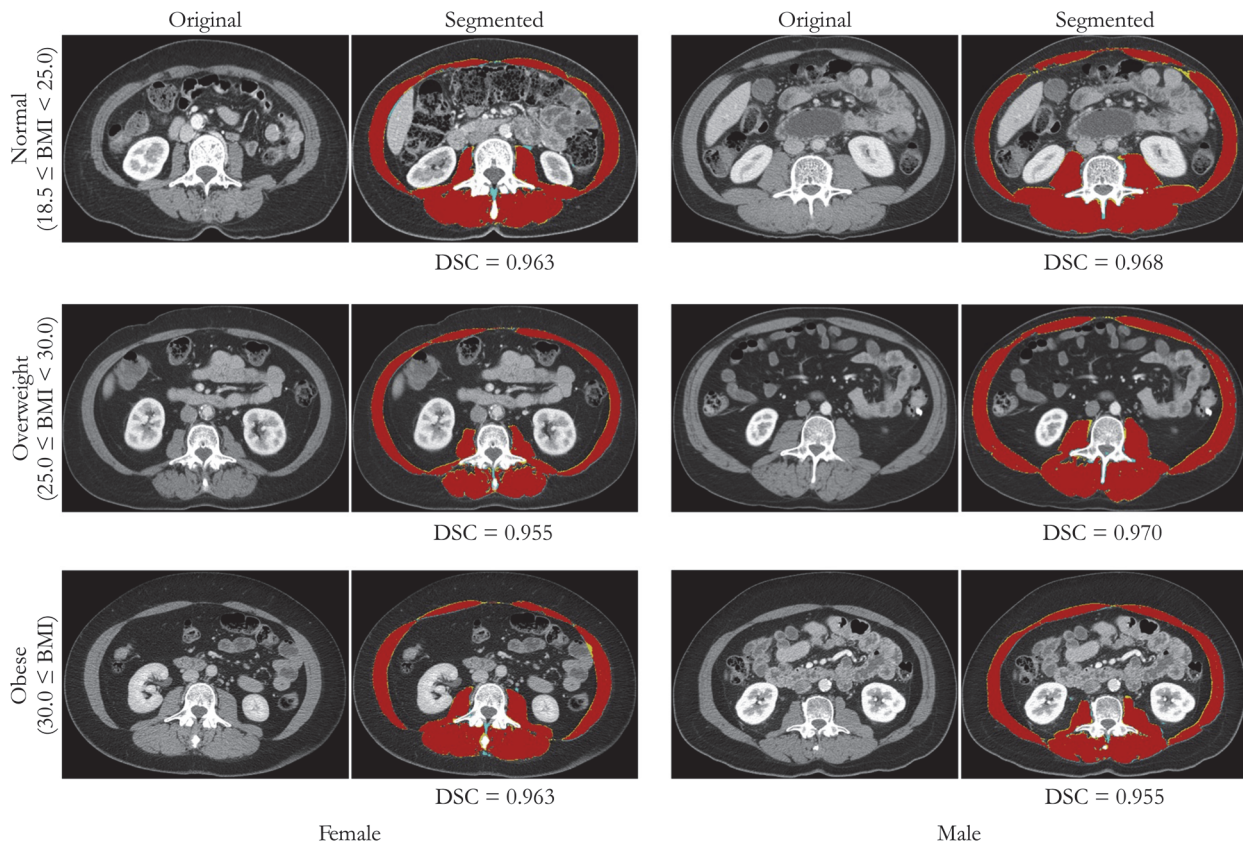 Original
Segmented
Original
Segmented
Normal
(18.5 ≤ BMI < 25.0)
DSC = 0.963
DSC = 0.968
Overweight
(25.0 ≤ BMI < 30.0)
DSC = 0.955
DSC = 0.970
Obese
(30.0 ≤ BMI)
DSC = 0.963
DSC = 0.955
Female
Male